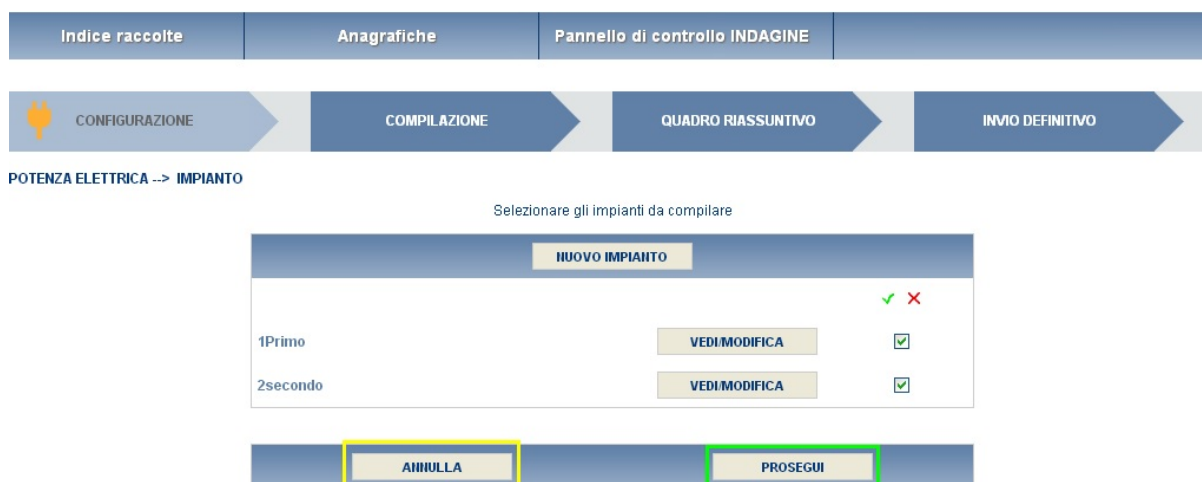 Indice raccolte Anagrafiche Pannello di controllo INDAGINE
CONFIGURAZIONE COMPILAZIONE QUADRO RIASSUNTIVO INVIO DEFINITIVO
POTENZA ELETTRICA --> IMPIANTO
Selezionare gli impianti da compilare
NUOVO IMPIANTO
1Primo VEDI/MODIFICA
2secondo VEDI/MODIFICA
ANNULLA PROSEGUI